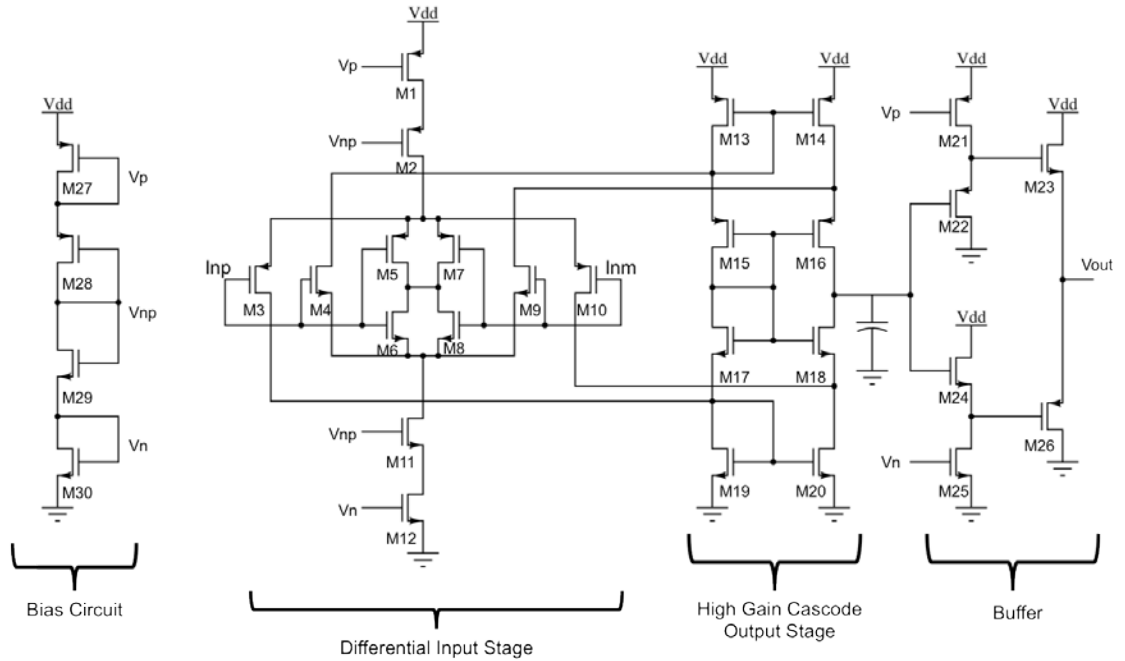 Vdd
Vp
M1
Vnp
M2
Vdd
M27
Vp
M28
Vnp
M29
Vn
M30
Bias Circuit
Inp
M3
M4
M5
M7
M6
M8
M9
M10
Inm
Vnp
M11
Vn
M12
Differential Input Stage
Vdd
Vdd
M13
M14
M15
M16
M17
M18
M19
M20
High Gain Cascode
Output Stage
Vdd
Vp
M21
M22
Vdd
M23
Vout
Vdd
M24
Vn
M25
M26
Buffer